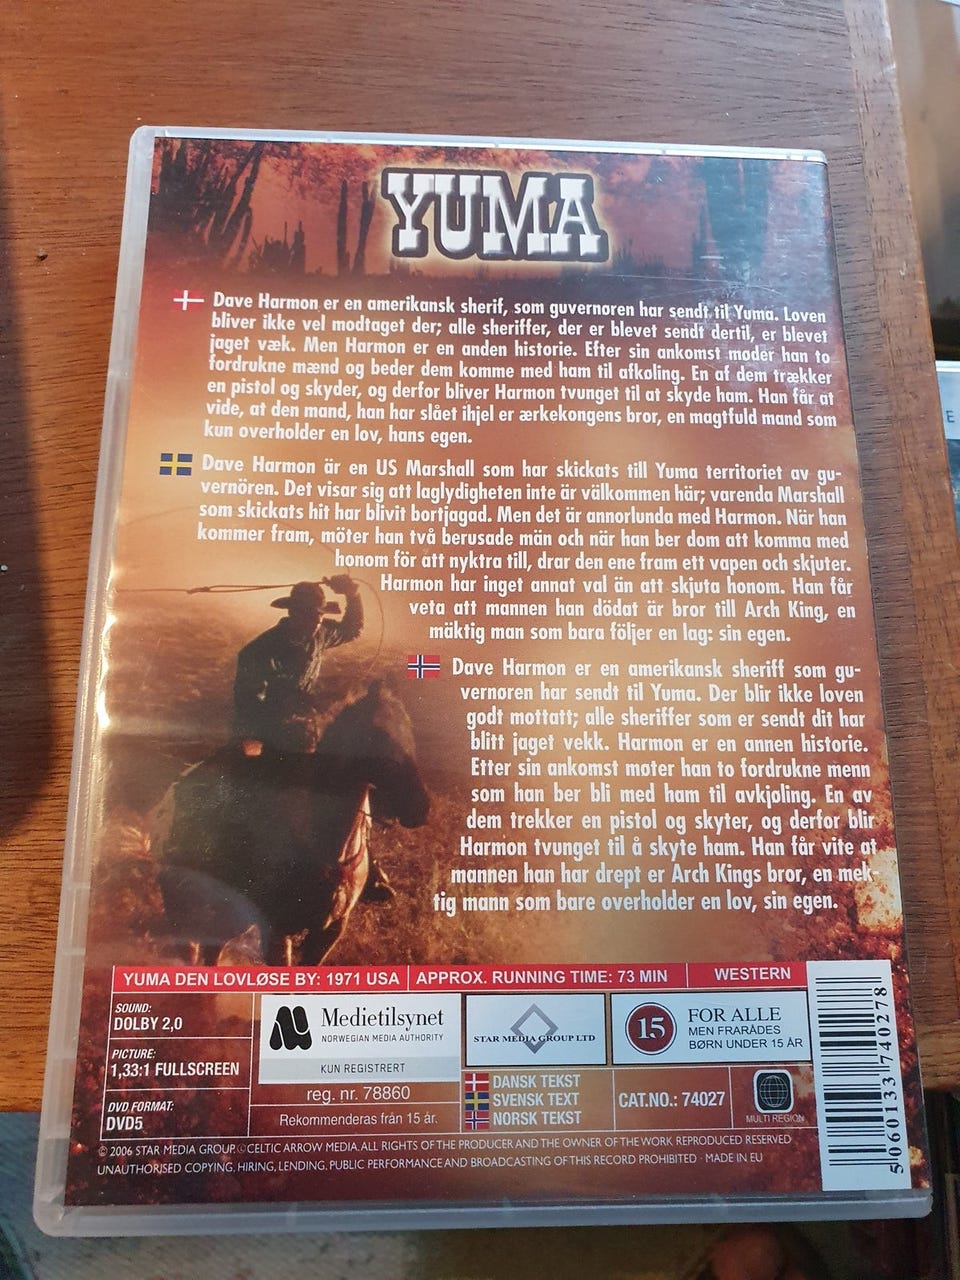 YUMA
Dave Harmon er en amerikansk sherif, som guvernøren har sendt til Yuma. Loven
bliver ikke vel modtaget der; alle sheriffer, der er blevet sendt dertil, er blevet
jaget væk. Men Harmon er en anden historie. Efter sin ankomst møder han to
fordrukne mænd og beder dem komme med ham til afkøling. En af dem trækker
en pistol og skyder, og derfor bliver Harmon tvunget til at skyde ham. Han får at
vide, at den mand, han har slået ihjel er ærkekongens bror, en magtfuld mand som
kun overholder en lov, hans egen.
Dave Harmon är en US Marshall som har skickats till Yuma territoriet av gu-
vernören. Det visar sig att laglydigheten inte är välkommen här; varenda Marshall
som skickats hit har blivit bortjagad. Men det är annorlunda med Harmon. När han
kommer fram, möter han två berusade män och när han ber dom att komma med
honom för att nyktra till, drar den ene fram ett vapen och skjuter.
Harmon har inget annat val än att skjuta honom. Han får
veta att mannen han dödat är bror till Arch King, en
mäktig man som bara följer en lag: sin egen.
Dave Harmon er en amerikansk sheriff som gu-
vernøren har sendt til Yuma. Der blir ikke loven
godt mottatt; alle sheriffer som er sendt dit har
blitt jaget vekk. Harmon er en annen historie.
Etter sin ankomst møter han to fordrukne menn
som han ber bli med ham til avkjøling. En av
dem trekker en pistol og skyter, og derfor blir
Harmon tvunget til å skyte ham. Han får vite at
mannen han har drept er Arch Kings bror, en mek-
tig mann som bare overholder en lov, sin egen.
YUMA DEN LOVLØSE BY: 1971 USA APPROX. RUNNING TIME: 73 MIN WESTERN
SOUND:
DOLBY 2,0
PICTURE:
1,33:1 FULLSCREEN
DVD FORMAT:
DVD5
Medietilsynet
NORWEGIAN MEDIA AUTHORITY
KUN REGISTRERT
reg. nr. 78860
Rekommenderas från 15 år.
STAR MEDIA GROUP LTD
15
FOR ALLE
MEN FRARÅDES
BØRN UNDER 15 ÅR
DANSK TEKST
SVENSK TEXT
NORSK TEKST
CAT.NO.: 74027
MULTI REGION
5060133740278
© 2006 STAR MEDIA GROUP. © CELTIC ARROW MEDIA. ALL RIGHTS OF THE PRODUCER AND THE OWNER OF THE WORK REPRODUCED RESERVED
UNAUTHORISED COPYING, HIRING, LENDING, PUBLIC PERFORMANCE AND BROADCASTING OF THIS RECORD PROHIBITED · MADE IN EU
E